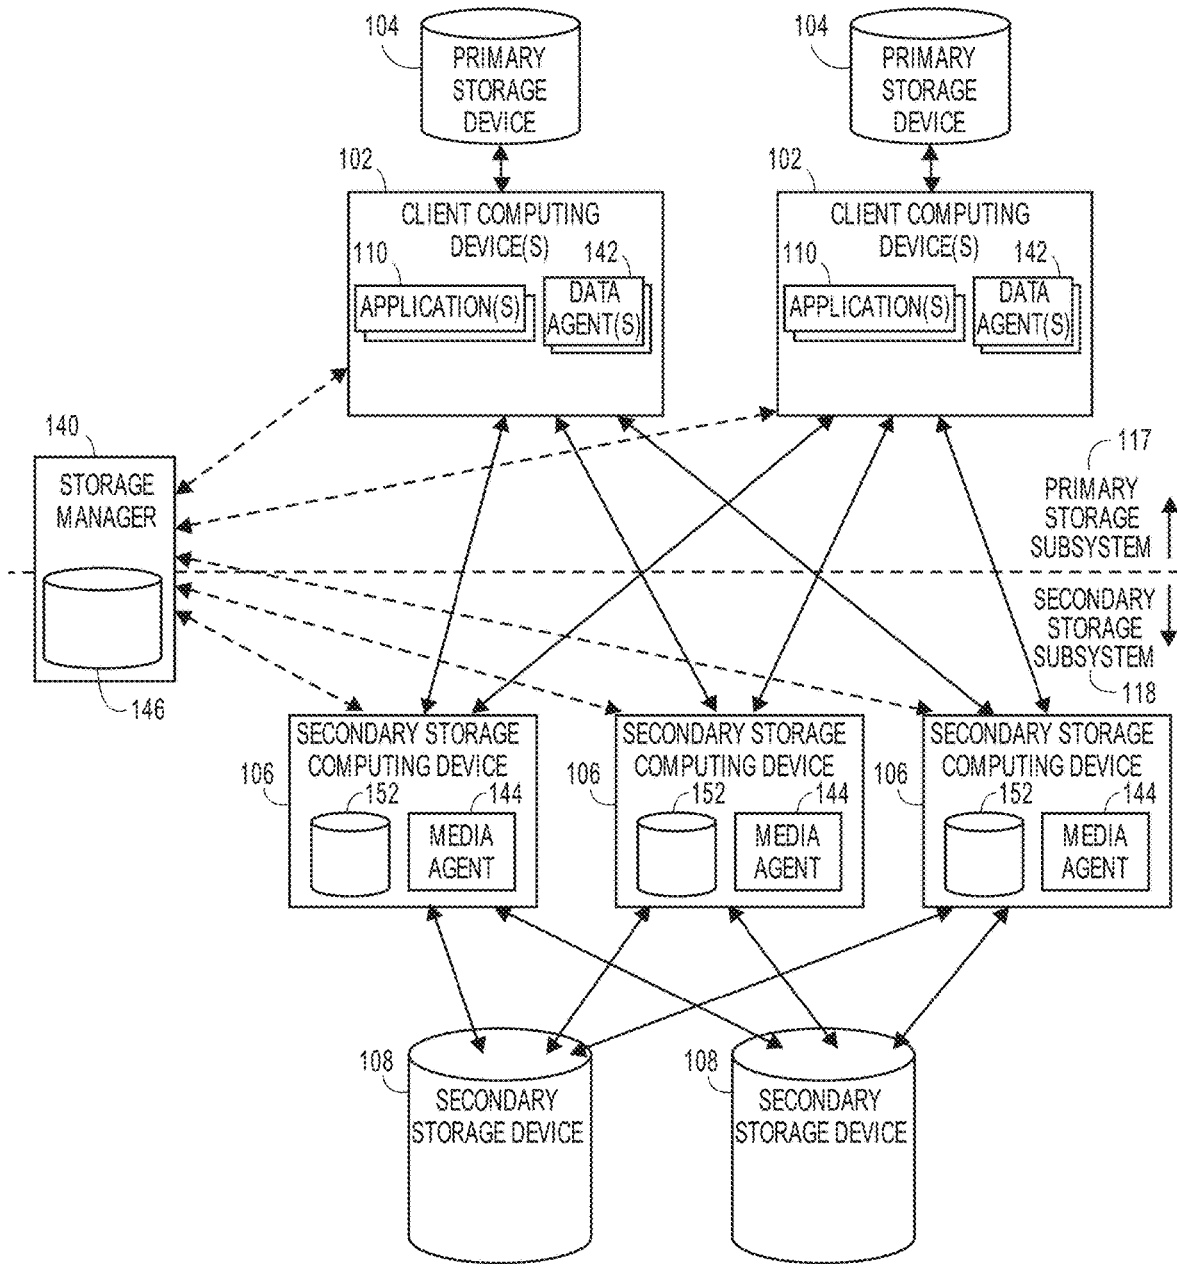 104
PRIMARY
STORAGE
DEVICE
104
PRIMARY
STORAGE
DEVICE
102
CLIENT COMPUTING
DEVICE(S)
110
APPLICATION(S)
142
DATA
AGENT(S)
102
CLIENT COMPUTING
DEVICE(S)
110
APPLICATION(S)
142
DATA
AGENT(S)
140
STORAGE
MANAGER
146
117
PRIMARY
STORAGE
SUBSYSTEM
SECONDARY
STORAGE
SUBSYSTEM
118
106
SECONDARY STORAGE
COMPUTING DEVICE
152
144
MEDIA
AGENT
106
SECONDARY STORAGE
COMPUTING DEVICE
152
144
MEDIA
AGENT
106
SECONDARY STORAGE
COMPUTING DEVICE
152
144
MEDIA
AGENT
108
SECONDARY
STORAGE DEVICE
108
SECONDARY
STORAGE DEVICE